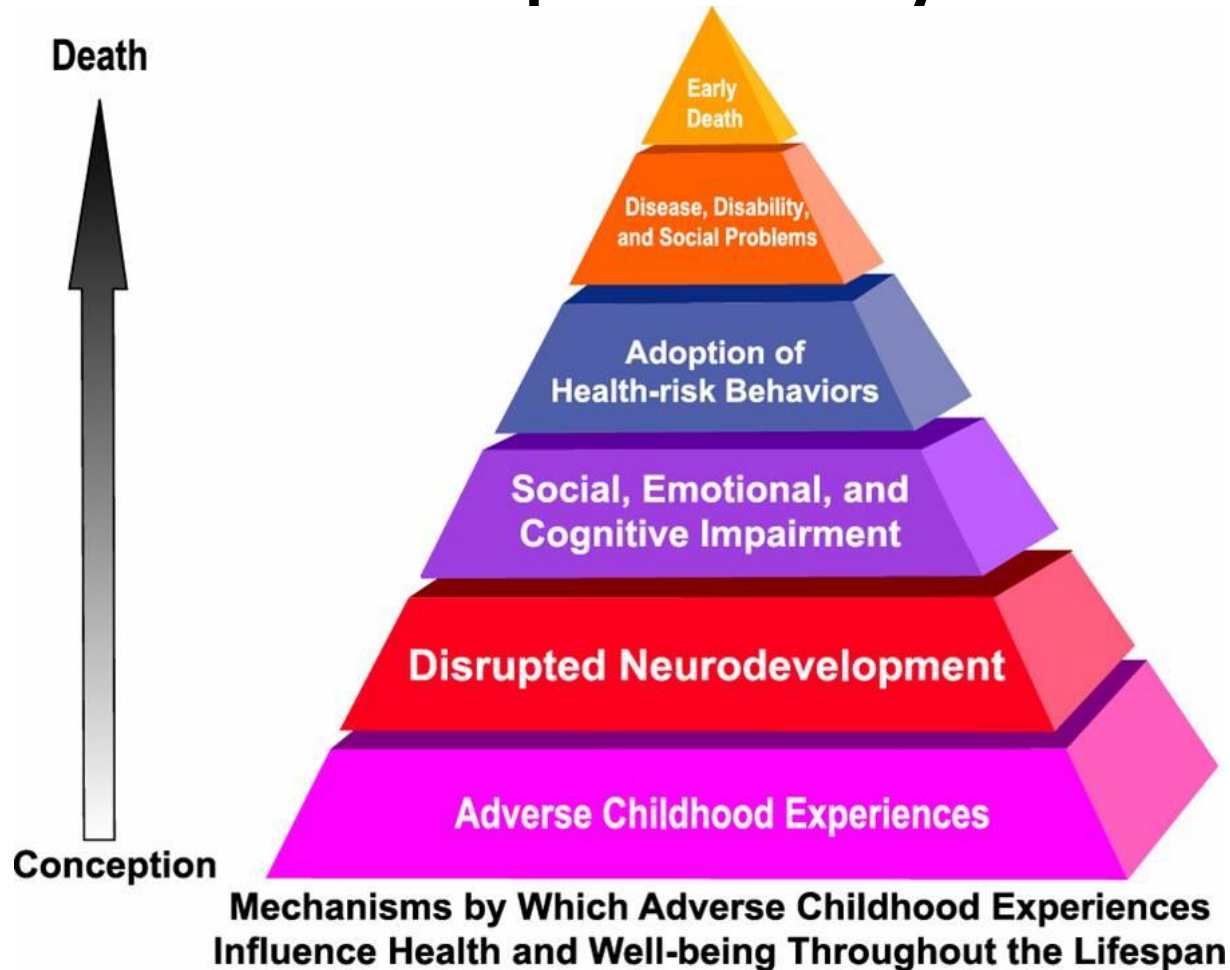 Death
Early
Death
Disease, Disability,
and Social Problems
Adoption of
Health-risk Behaviors
Social, Emotional, and
Cognitive Impairment
Disrupted Neurodevelopment
Adverse Childhood Experiences
Conception
Mechanisms by Which Adverse Childhood Experiences
Influence Health and Well-being Throughout the Lifespan